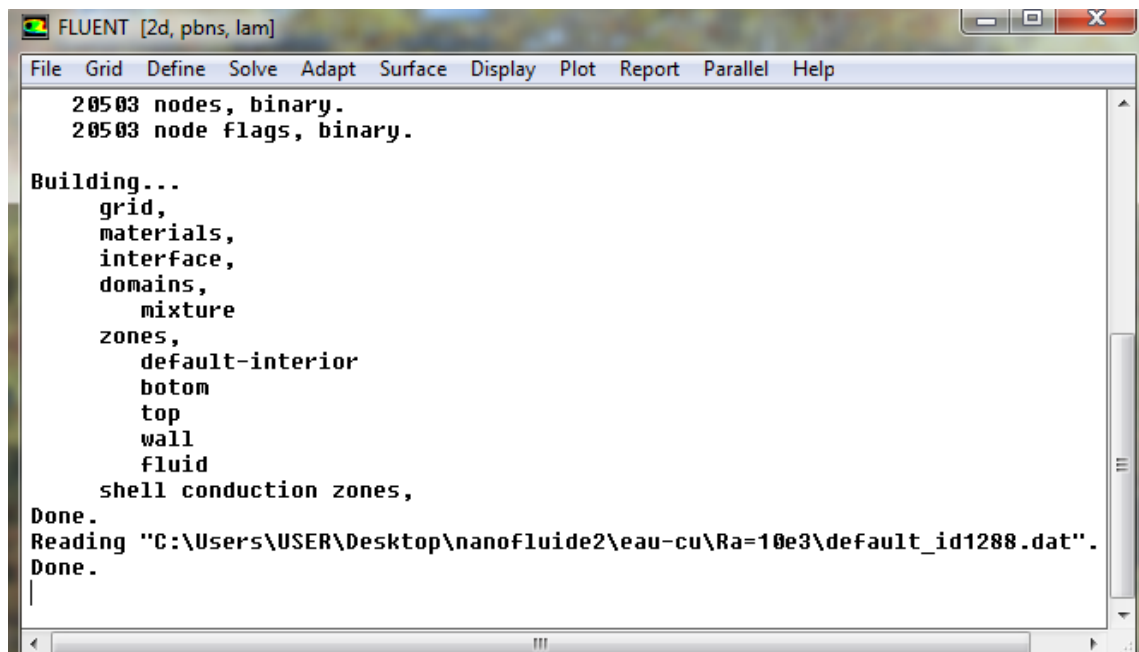 FLUENT [2d, pbns, lam]
File Grid Define Solve Adapt Surface Display Plot Report Parallel Help
20503 nodes, binary.
20503 node flags, binary.
Building...
grid,
materials,
interface,
domains,
mixture
zones,
default-interior
botom
top
wall
fluid
shell conduction zones,
Done.
Reading "C:\Users\USER\Desktop\nanofluide2\eau-cu\Ra=10e3\default_id1288.dat".
Done.